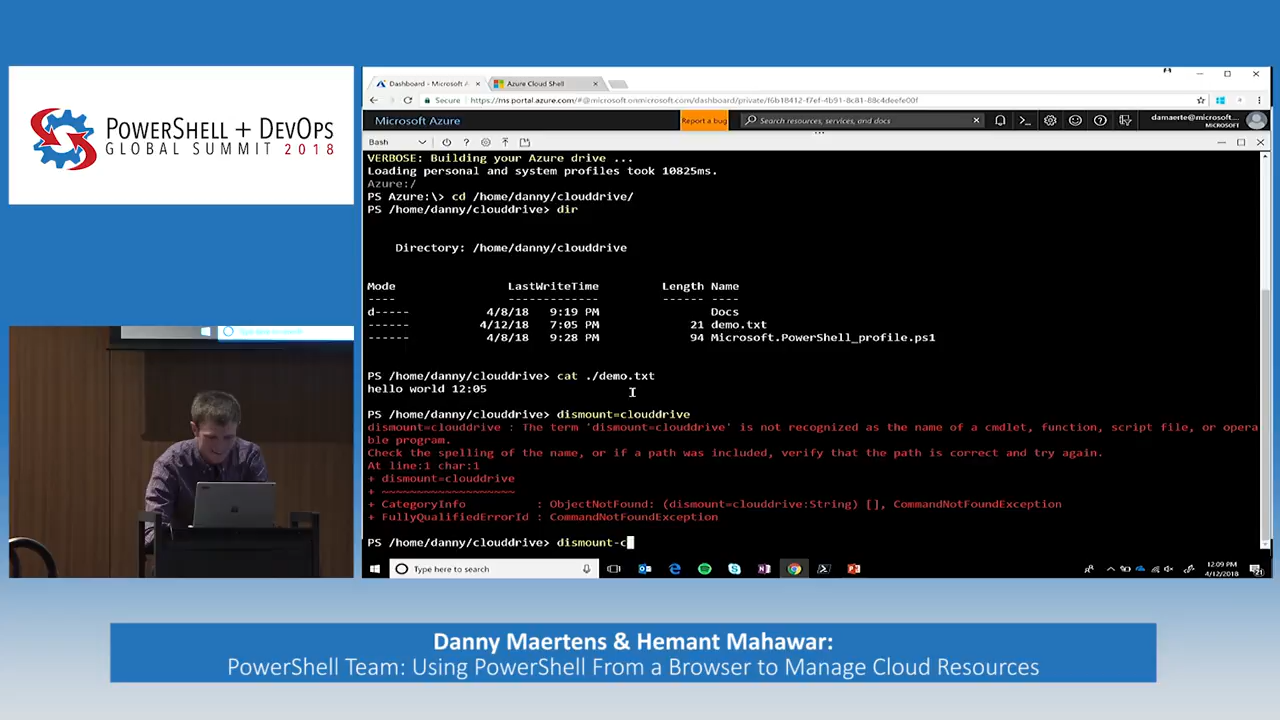 POWERSHELL + DEVOPS
GLOBAL SUMMIT 2018
Dashboard - Microsoft A
Azure Cloud Shell
Secure
https://ms.portal.azure.com/#@microsoft.onmicrosoft.com/dashboard/private/f6b18412-f7ef-4b91-8c81-88c4deefe00f
Microsoft Azure
Report a bug
Search resources, services, and docs
damaerte@microsoft...
MICROSOFT
Bash
VERBOSE: Building your Azure drive ...
Loading personal and system profiles took 10825ms.
Azure:/
PS Azure:\> cd /home/danny/clouddrive/
PS /home/danny/clouddrive> dir
Directory: /home/danny/clouddrive
Mode LastWriteTime Length Name
---- ------------- ------ ----
d----- 4/8/18 9:19 PM Docs
------ 4/12/18 7:05 PM 21 demo.txt
------ 4/8/18 9:28 PM 94 Microsoft.PowerShell_profile.ps1
PS /home/danny/clouddrive> cat ./demo.txt
hello world 12:05
PS /home/danny/clouddrive> dismount=clouddrive
dismount=clouddrive : The term 'dismount=clouddrive' is not recognized as the name of a cmdlet, function, script file, or opera
ble program.
Check the spelling of the name, or if a path was included, verify that the path is correct and try again.
At line:1 char:1
+ dismount=clouddrive
+ ~~~~~~~~~~~~~~~~~~~
+ CategoryInfo : ObjectNotFound: (dismount=clouddrive:String) [], CommandNotFoundException
+ FullyQualifiedErrorId : CommandNotFoundException
PS /home/danny/clouddrive> dismount-c
Type here to search
12:09 PM
4/12/2018
Danny Maertens & Hemant Mahawar:
PowerShell Team: Using PowerShell From a Browser to Manage Cloud Resources